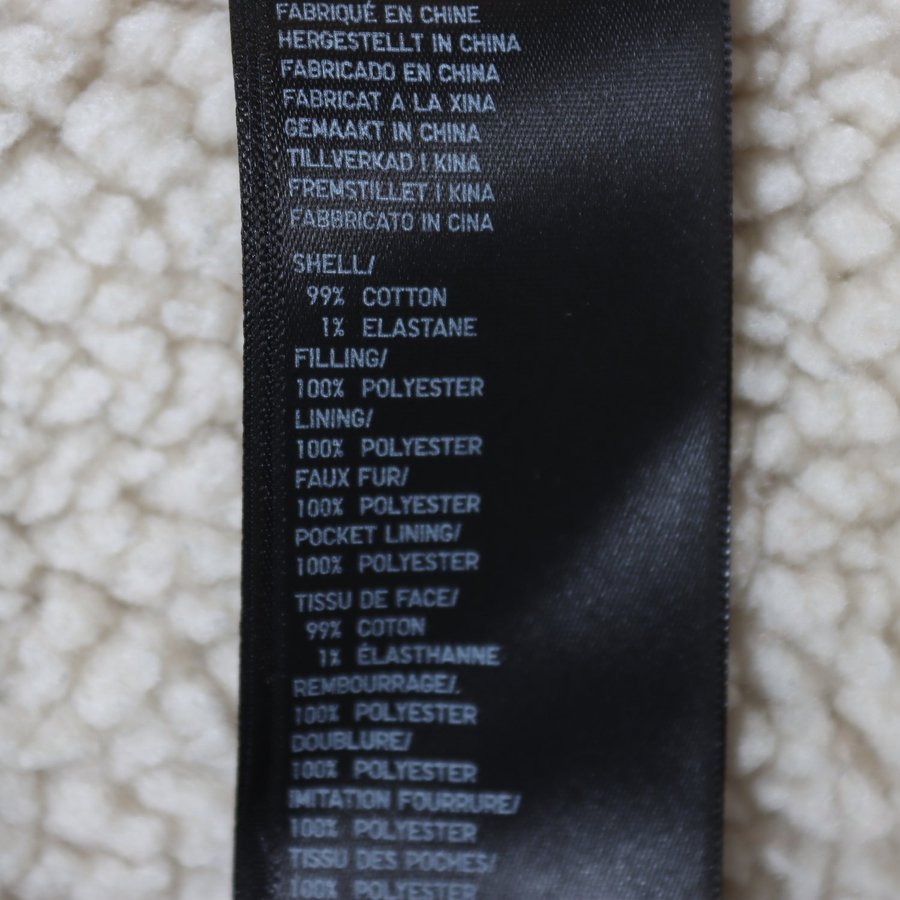 FABRIQUÉ EN CHINE
HERGESTELLT IN CHINA
FABRICADO EN CHINA
FABRICAT A LA XINA
GEMAAKT IN CHINA
TILLVERKAD I KINA
FREMSTILLET I KINA
FABBRICATO IN CINA
SHELL/
99% COTTON
1% ELASTANE
FILLING/
100% POLYESTER
LINING/
100% POLYESTER
FAUX FUR/
100% POLYESTER
POCKET LINING/
100% POLYESTER
TISSU DE FACE/
99% COTON
1% ÉLASTHANNE
REMBOURRAGE/.
100% POLYESTER
DOUBLURE/
100% POLYESTER
IMITATION FOURRURE/
100% POLYESTER
TISSU DES POCHES/
100% POLYESTER